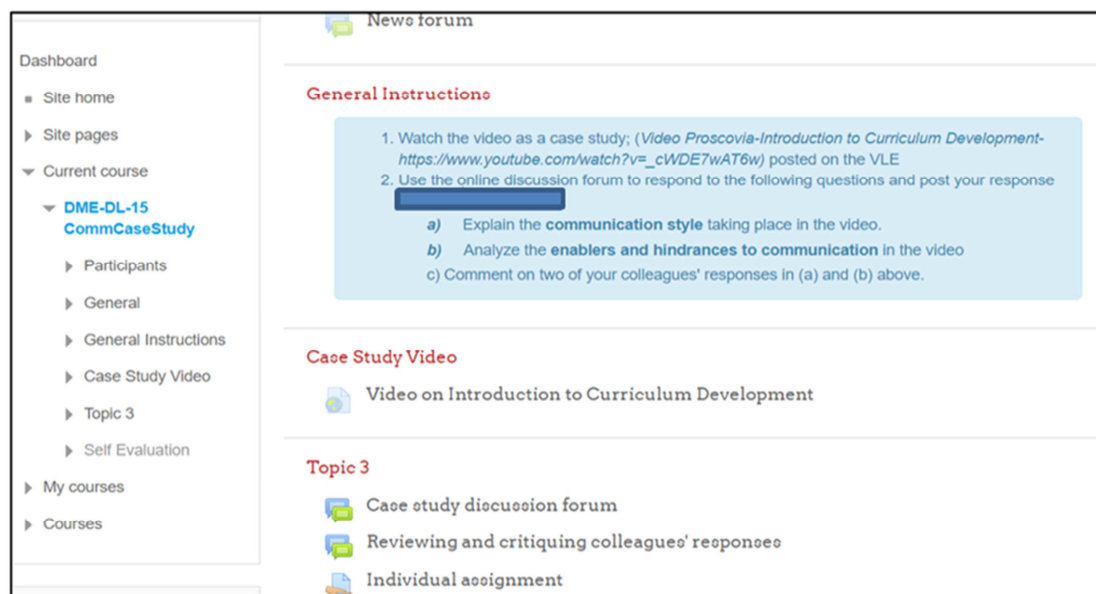 Dashboard
Site home
Site pages
Current course
DME-DL-15
CommCaseStudy
Participants
General
General Instructions
Case Study Video
Topic 3
Self Evaluation
My courses
Courses
News forum
General Instructions
1. Watch the video as a case study; (Video Proscovia-Introduction to Curriculum Development-
https://www.youtube.com/watch?v=_cWDE7wAT6w) posted on the VLE
2. Use the online discussion forum to respond to the following questions and post your response
a) Explain the communication style taking place in the video.
b) Analyze the enablers and hindrances to communication in the video
c) Comment on two of your colleagues' responses in (a) and (b) above.
Case Study Video
Video on Introduction to Curriculum Development
Topic 3
Case study discussion forum
Reviewing and critiquing colleagues' responses
Individual assignment